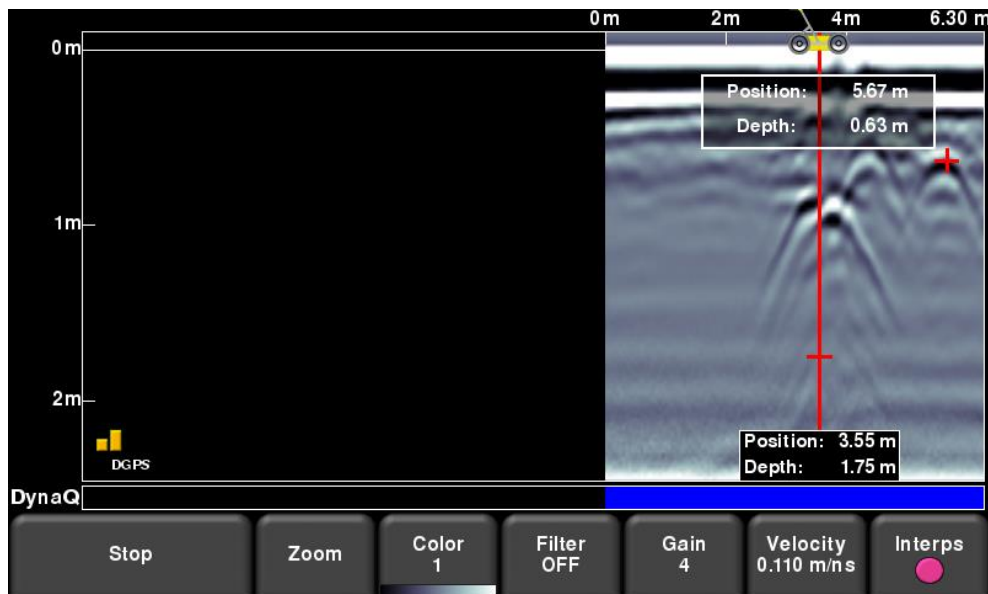 0m 2m 4m 6.30 m
0m
Position: 5.67 m
Depth: 0.63 m
1m
2m
DGPS
Position: 3.55 m
Depth: 1.75 m
DynaQ
Stop
Zoom
Color
1
Filter
OFF
Gain
4
Velocity
0.110 m/ns
Interps